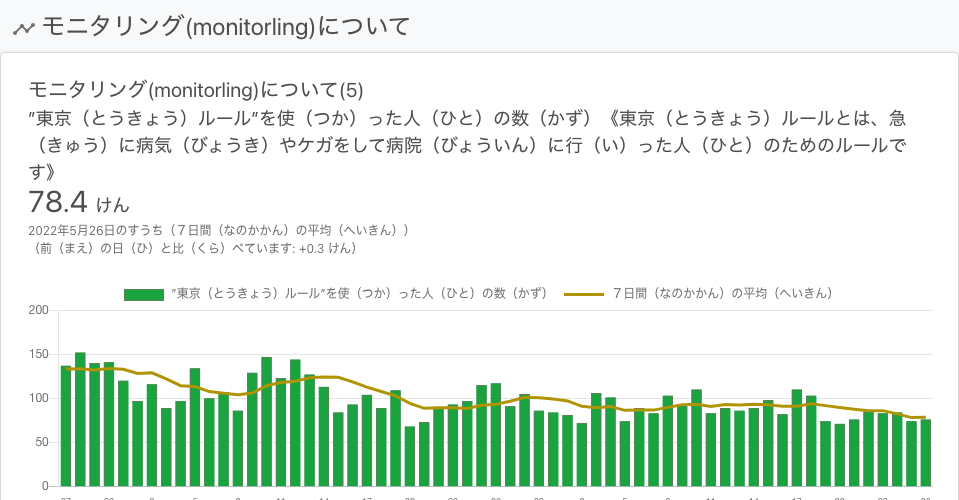 モニタリング(monitorling)について
モニタリング(monitorling)について(5)
”東京（とうきょう）ルール”を使（つか）った人（ひと）の数（かず）《東京（とうきょう）ルールとは、急
（きゅう）に病気（びょうき）やケガをして病院（びょういん）に行（い）った人（ひと）のためのルールで
す》
78.4 けん
2022年5月26日のすうち（７日間（なのかかん）の平均（へいきん））
（前（まえ）の日（ひ）と比（くら）べています: +0.3 けん）
”東京（とうきょう）ルール”を使（つか）った人（ひと）の数（かず） ７日間（なのかかん）の平均（へいきん）
200
150
100
50
0